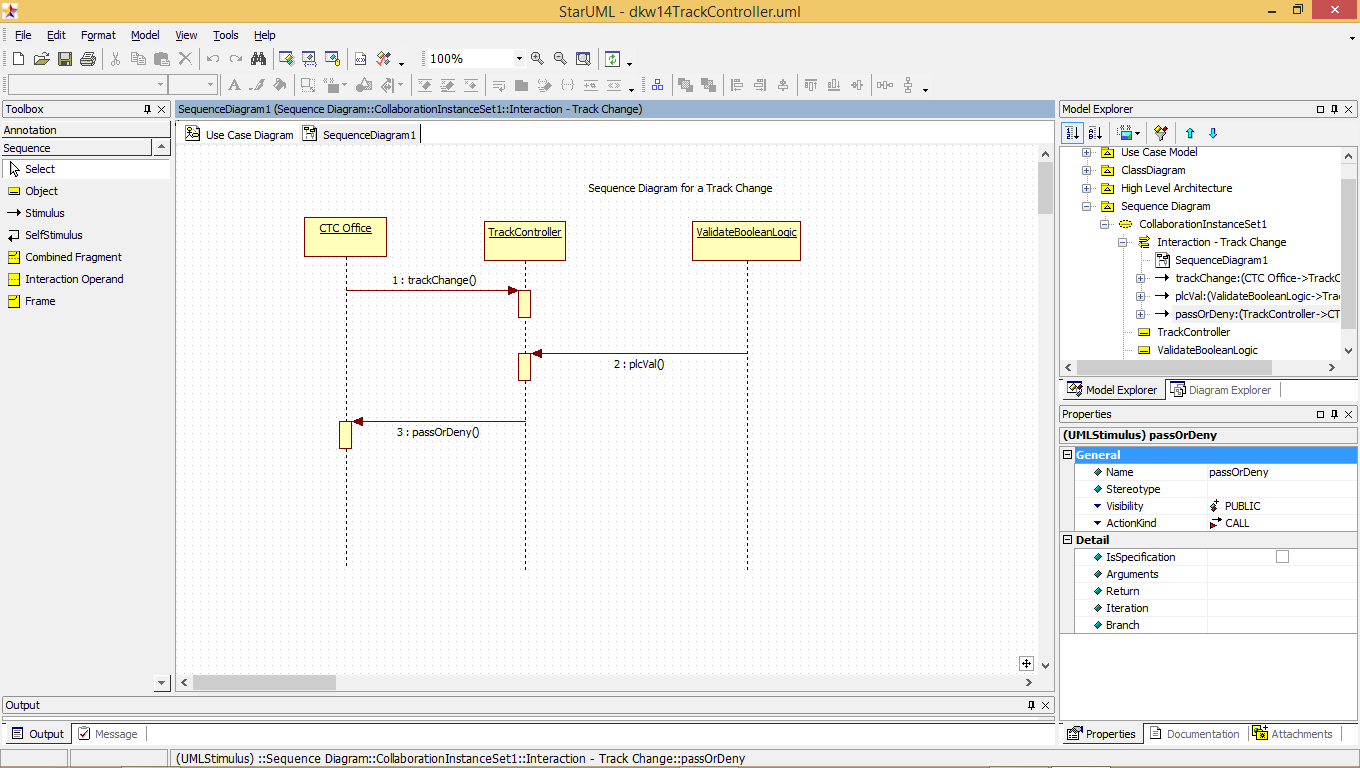 StarUML - dkw14TrackController.uml
File Edit Format Model View Tools Help
100%
Toolbox
Annotation
Sequence
Select
Object
Stimulus
SelfStimulus
Combined Fragment
Interaction Operand
Frame
SequenceDiagram1 (Sequence Diagram::CollaborationInstanceSet1::Interaction - Track Change)
Use Case Diagram SequenceDiagram1
Sequence Diagram for a Track Change
CTC Office TrackController ValidateBooleanLogic
1 : trackChange()
2 : plcVal()
3 : passOrDeny()
Model Explorer
Use Case Model
ClassDiagram
High Level Architecture
Sequence Diagram
CollaborationInstanceSet1
Interaction - Track Change
SequenceDiagram1
trackChange:(CTC Office->TrackC
plcVal:(ValidateBooleanLogic->Tra
passOrDeny:(TrackController->CT
TrackController
ValidateBooleanLogic
Model Explorer Diagram Explorer
Properties
(UMLStimulus) passOrDeny
General
Name passOrDeny
Stereotype
Visibility PUBLIC
ActionKind CALL
Detail
IsSpecification
Arguments
Return
Iteration
Branch
Properties Documentation Attachments
Output
Output Message
(UMLStimulus) ::Sequence Diagram::CollaborationInstanceSet1::Interaction - Track Change::passOrDeny